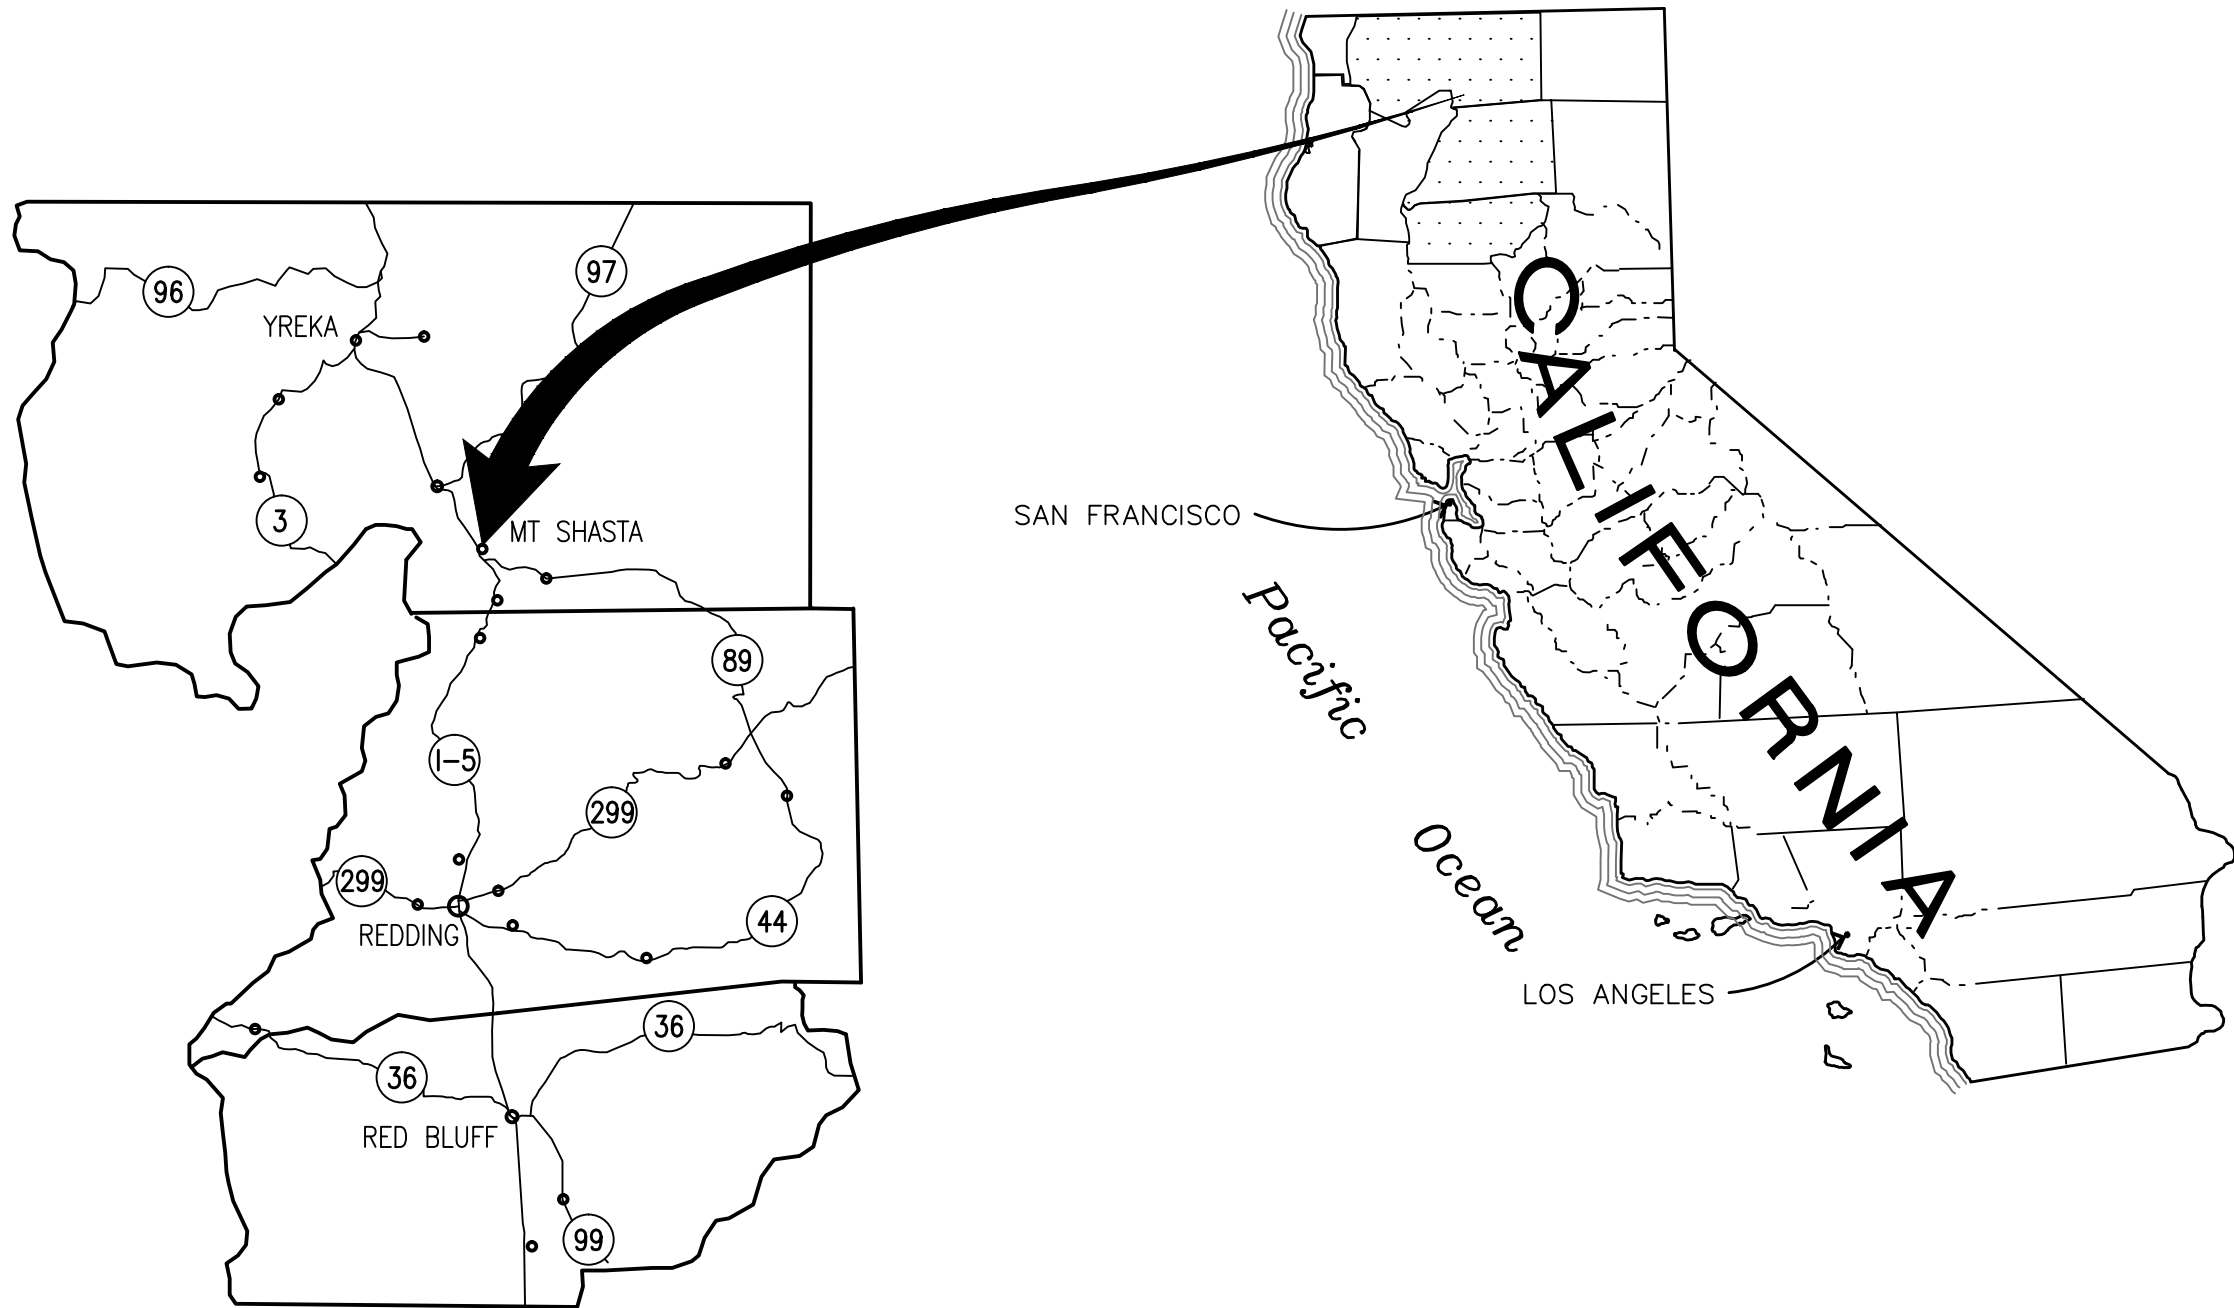 96
97
YREKA
3
MT SHASTA
89
I-5
299
299
REDDING
44
36
36
RED BLUFF
99
CALIFORNIA
SAN FRANCISCO
Pacific
Ocean
LOS ANGELES